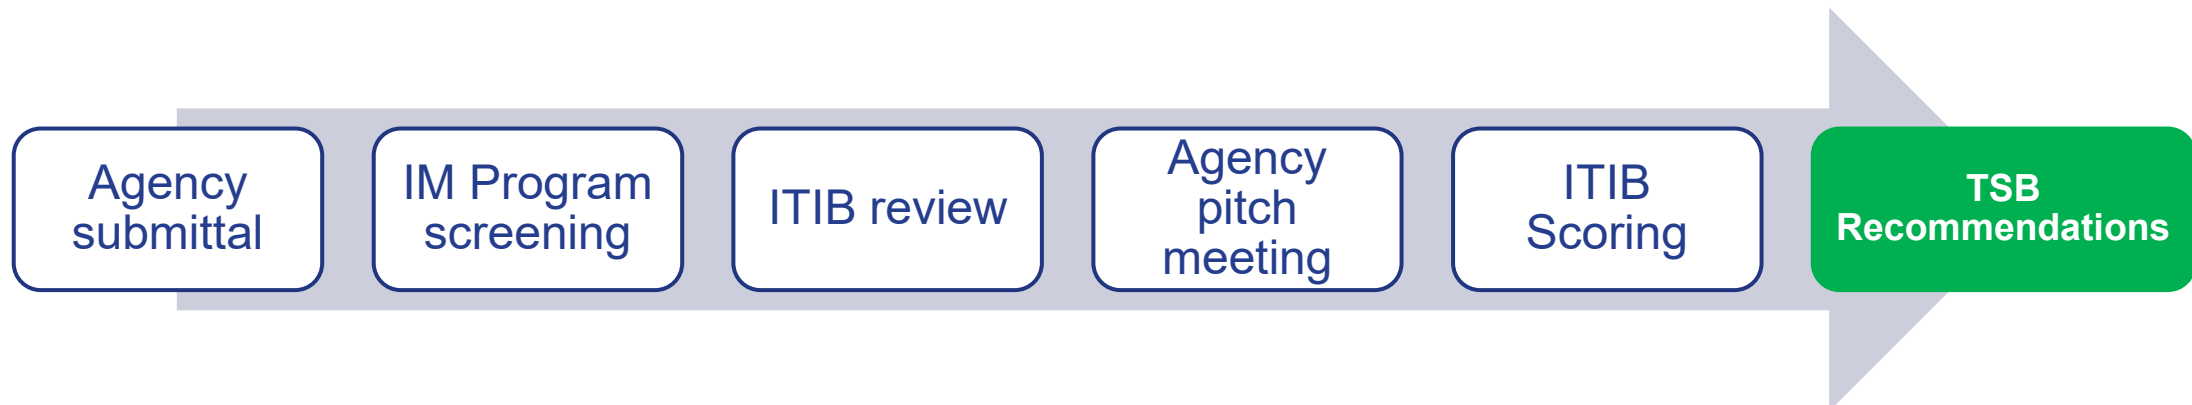 Agency
submittal
IM Program
screening
ITIB review
Agency
pitch
meeting
ITIB
Scoring
TSB
Recommendations